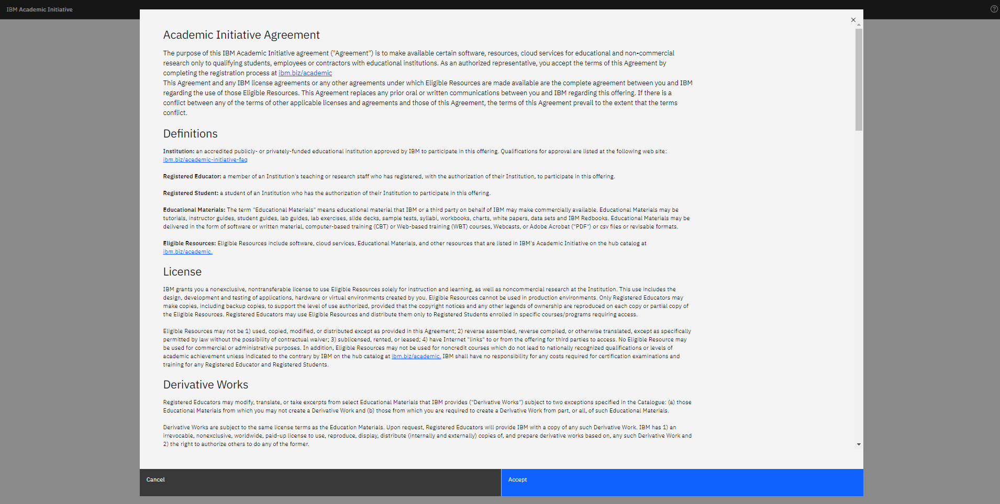 IBM Academic Initiative
Academic Initiative Agreement
The purpose of this IBM Academic Initiative agreement ("Agreement") is to make available certain software, resources, cloud services for educational and non-commercial
research only to qualifying students, employees or contractors with educational institutions. As an authorized representative, you accept the terms of this Agreement by
completing the registration process at ibm.biz/academic
This Agreement and any IBM license agreements or any other agreements under which Eligible Resources are made available are the complete agreement between you and IBM
regarding the use of those Eligible Resources. This Agreement replaces any prior oral or written communications between you and IBM regarding this offering. If there is a
conflict between any of the terms of other applicable licenses and agreements and those of this Agreement, the terms of this Agreement prevail to the extent that the terms
conflict.
Definitions
Institution: an accredited publicly- or privately-funded educational institution approved by IBM to participate in this offering. Qualifications for approval are listed at the following web site:
ibm.biz/academic-initiative-faq
Registered Educator: a member of an Institution's teaching or research staff who has registered, with the authorization of their Institution, to participate in this offering.
Registered Student: a student of an Institution who has the authorization of their Institution to participate in this offering.
Educational Materials: The term "Educational Materials" means educational material that IBM or a third party on behalf of IBM may make commercially available. Educational Materials may be
tutorials, instructor guides, student guides, lab guides, lab exercises, slide decks, sample tests, syllabi, workbooks, charts, white papers, data sets and IBM Redbooks. Educational Materials may be
delivered in the form of software or written material, computer-based training (CBT) or Web-based training (WBT) courses, Webcasts, or Adobe Acrobat ("PDF") or csv files or revisable formats.
Eligible Resources: Eligible Resources include software, cloud services, Educational Materials, and other resources that are listed in IBM's Academic Initiative on the hub catalog at
ibm.biz/academic.
License
IBM grants you a nonexclusive, nontransferable license to use Eligible Resources solely for instruction and learning, as well as noncommercial research at the Institution. This use includes the
design, development and testing of applications, hardware or virtual environments created by you. Eligible Resources cannot be used in production environments. Only Registered Educators may
make copies, including backup copies, to support the level of use authorized, provided that the copyright notices and any other legends of ownership are reproduced on each copy or partial copy of
the Eligible Resources. Registered Educators may use Eligible Resources and distribute them only to Registered Students enrolled in specific courses/programs requiring access.
Eligible Resources may not be 1) used, copied, modified, or distributed except as provided in this Agreement; 2) reverse assembled, reverse compiled, or otherwise translated, except as specifically
permitted by law without the possibility of contractual waiver; 3) sublicensed, rented, or leased; 4) have Internet "links" to or from the offering for third parties to access. No Eligible Resource may
be used for commercial or administrative purposes. In addition, Eligible Resources may not be used for noncredit courses which do not lead to nationally recognized qualifications or levels of
academic achievement unless indicated to the contrary by IBM on the hub catalog at ibm.biz/academic. IBM shall have no responsibility for any costs required for certification examinations and
training for any Registered Educator and Registered Students.
Derivative Works
Registered Educators may modify, translate, or take excerpts from select Educational Materials that IBM provides ("Derivative Works") subject to two exceptions specified in the Catalogue: (a) those
Educational Materials from which you may not create a Derivative Work and (b) those from which you are required to create a Derivative Work from part, or all, of such Educational Materials.
Derivative Works are subject to the same license terms as the Education Materials. Upon request, Registered Educators will provide IBM with a copy of any such Derivative Work. IBM has 1) an
irrevocable, nonexclusive, worldwide, paid-up license to use, reproduce, display, distribute (internally and externally) copies of, and prepare derivative works based on, any such Derivative Work and
2) the right to authorize others to do any of the former.
Cancel
Accept